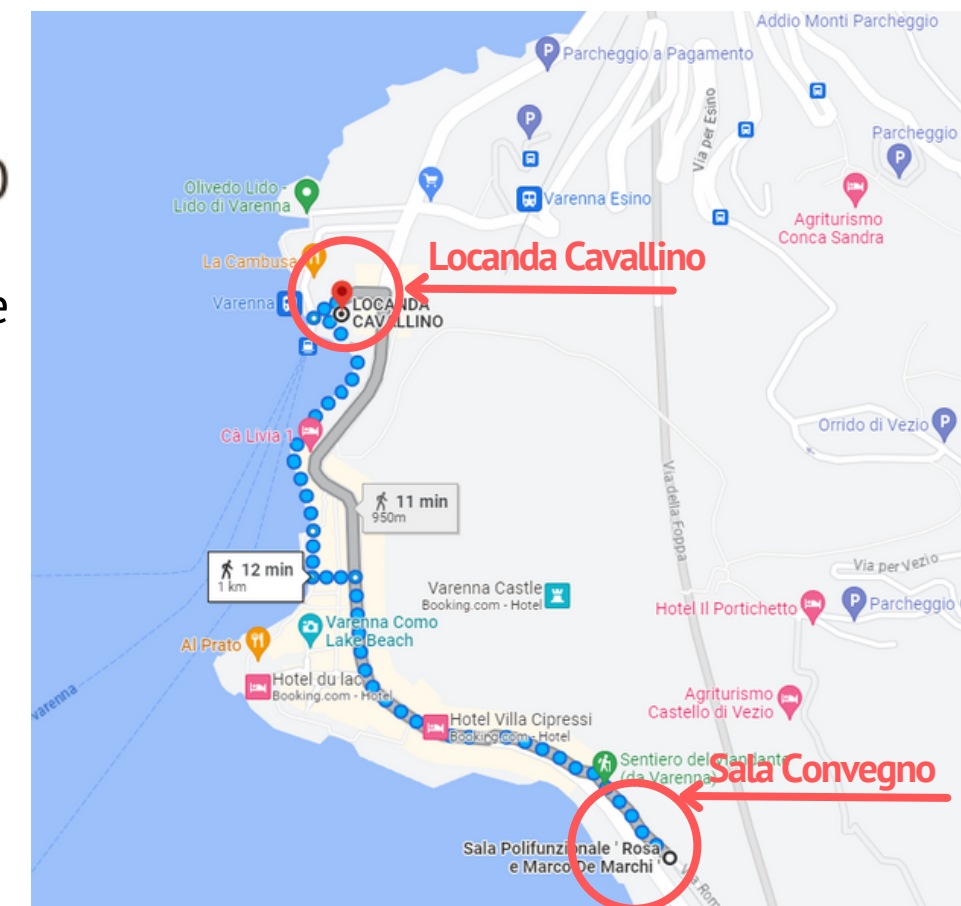 Addio Monti Parcheggio
Parcheggio a Pagamento
Via per Esino
Parcheggio
Olivedo Lido -
Lido di Varenna
Varenna Esino
Agriturismo
Conca Sandra
La Cambusa
Locanda Cavallino
Varenna
LOCANDA
CAVALLINO
e
Cà Livia 1
Orrido di Vezio
11 min
950m
Via della Foppa
12 min
1 km
Via per Vezio
Varenna Castle
Booking.com - Hotel
Hotel Il Portichetto
Parcheggio
Varenna Como
Lake Beach
Al Prato
Hotel du lac
Booking.com - Hotel
varenna
Agriturismo
Castello di Vezio
Hotel Villa Cipressi
Booking.com - Hotel
Sentiero del Viandante
(da Varenna)
Sala Convegno
Sala Polifunzionale ' Rosa
e Marco De Marchi '
Via Rom